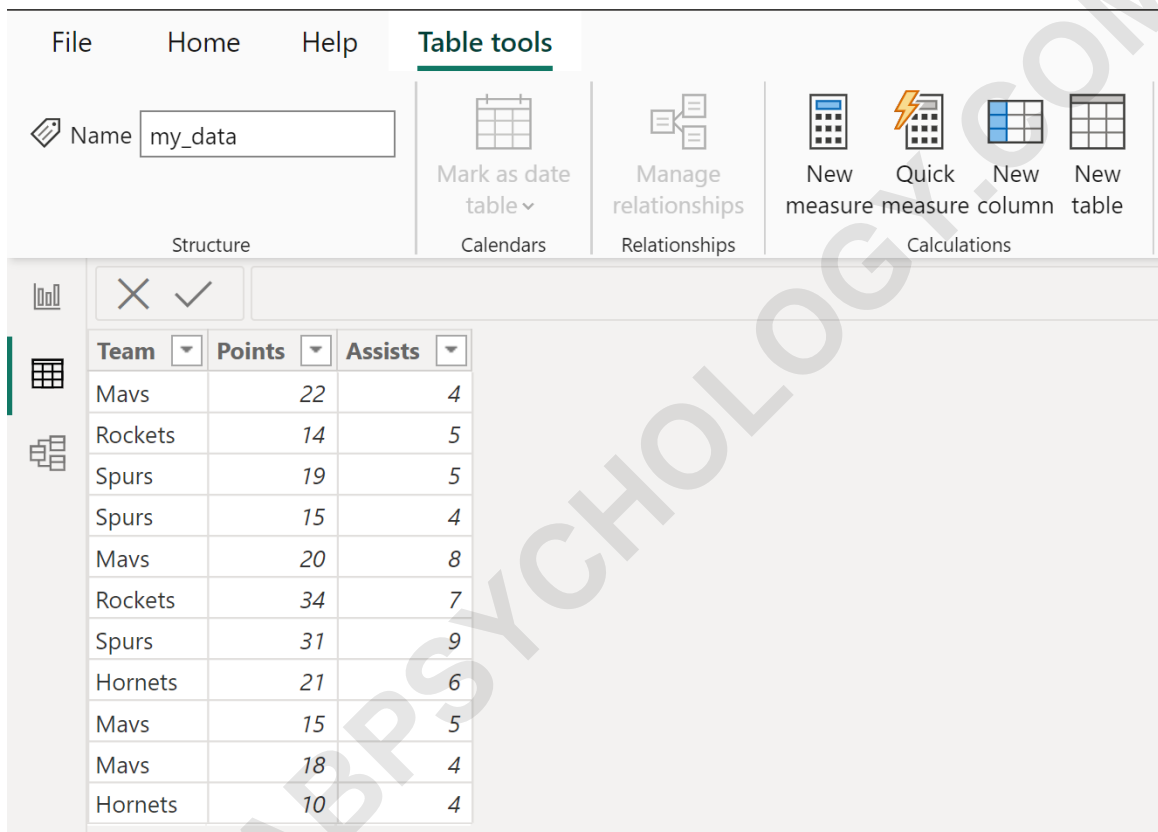 File Home Help Table tools
Name my_data
Mark as date table
Manage relationships
New measure
Quick measure
New column
New table
Structure Calendars Relationships Calculations
Team Points Assists
Mavs 22 4
Rockets 14 5
Spurs 19 5
Spurs 15 4
Mavs 20 8
Rockets 34 7
Spurs 31 9
Hornets 21 6
Mavs 15 5
Mavs 18 4
Hornets 10 4
ABPSYCHOLOGY.COM